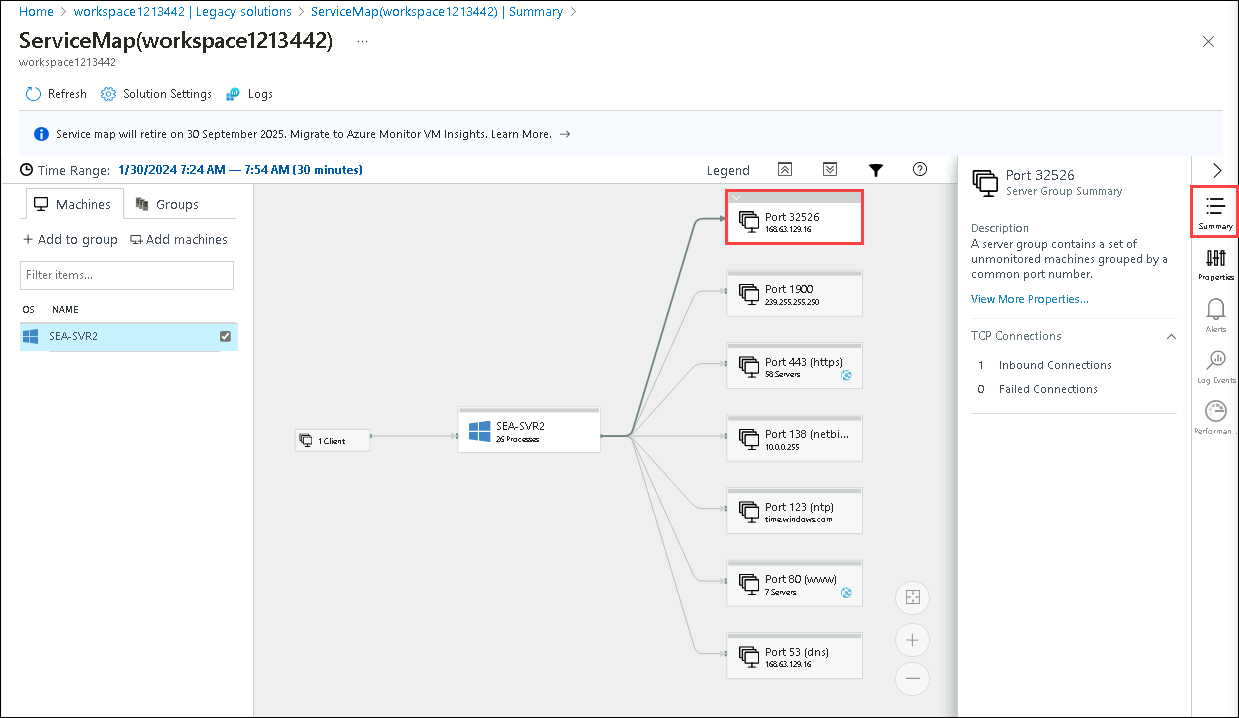 Home > workspace1213442 | Legacy solutions > ServiceMap(workspace1213442) | Summary >
ServiceMap(workspace1213442) ...
workspace1213442
Refresh Solution Settings Logs
Service map will retire on 30 September 2025. Migrate to Azure Monitor VM Insights. Learn More. →
Time Range: 1/30/2024 7:24 AM — 7:54 AM (30 minutes)
Legend
Machines Groups
+ Add to group Add machines
Filter items...
OS NAME
SEA-SVR2
1 Client
SEA-SVR2
26 Processes
Port 32526
168.63.129.16
Port 1900
239.255.255.250
Port 443 (https)
58 Servers
Port 138 (netbi...
10.0.0.255
Port 123 (ntp)
time.windows.com
Port 80 (www)
7 Servers
Port 53 (dns)
168.63.129.16
Port 32526
Server Group Summary
Description
A server group contains a set of
unmonitored machines grouped by a
common port number.
View More Properties...
TCP Connections
1 Inbound Connections
0 Failed Connections
Summary
Properties
Alerts
Log Events
Performan...